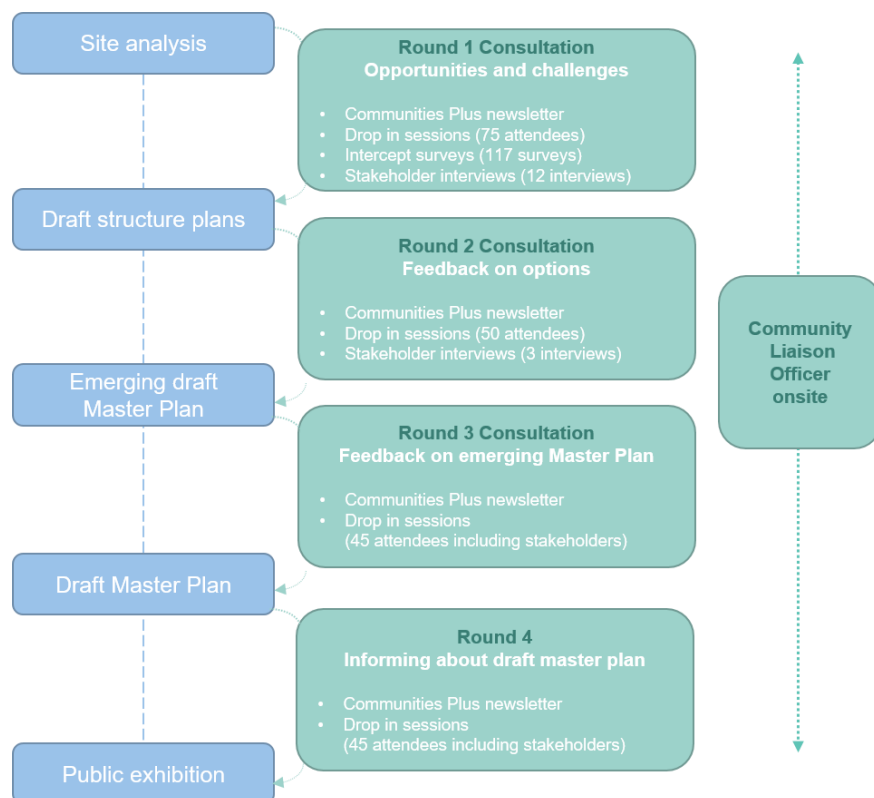 Site analysis
Round 1 Consultation
Opportunities and challenges
• Communities Plus newsletter
• Drop in sessions (75 attendees)
• Intercept surveys (117 surveys)
• Stakeholder interviews (12 interviews)
Draft structure plans
Round 2 Consultation
Feedback on options
• Communities Plus newsletter
• Drop in sessions (50 attendees)
• Stakeholder interviews (3 interviews)
Community
Liaison
Officer
onsite
Emerging draft
Master Plan
Round 3 Consultation
Feedback on emerging Master Plan
• Communities Plus newsletter
• Drop in sessions
(45 attendees including stakeholders)
Draft Master Plan
Round 4
Informing about draft master plan
• Communities Plus newsletter
• Drop in sessions
(45 attendees including stakeholders)
Public exhibition